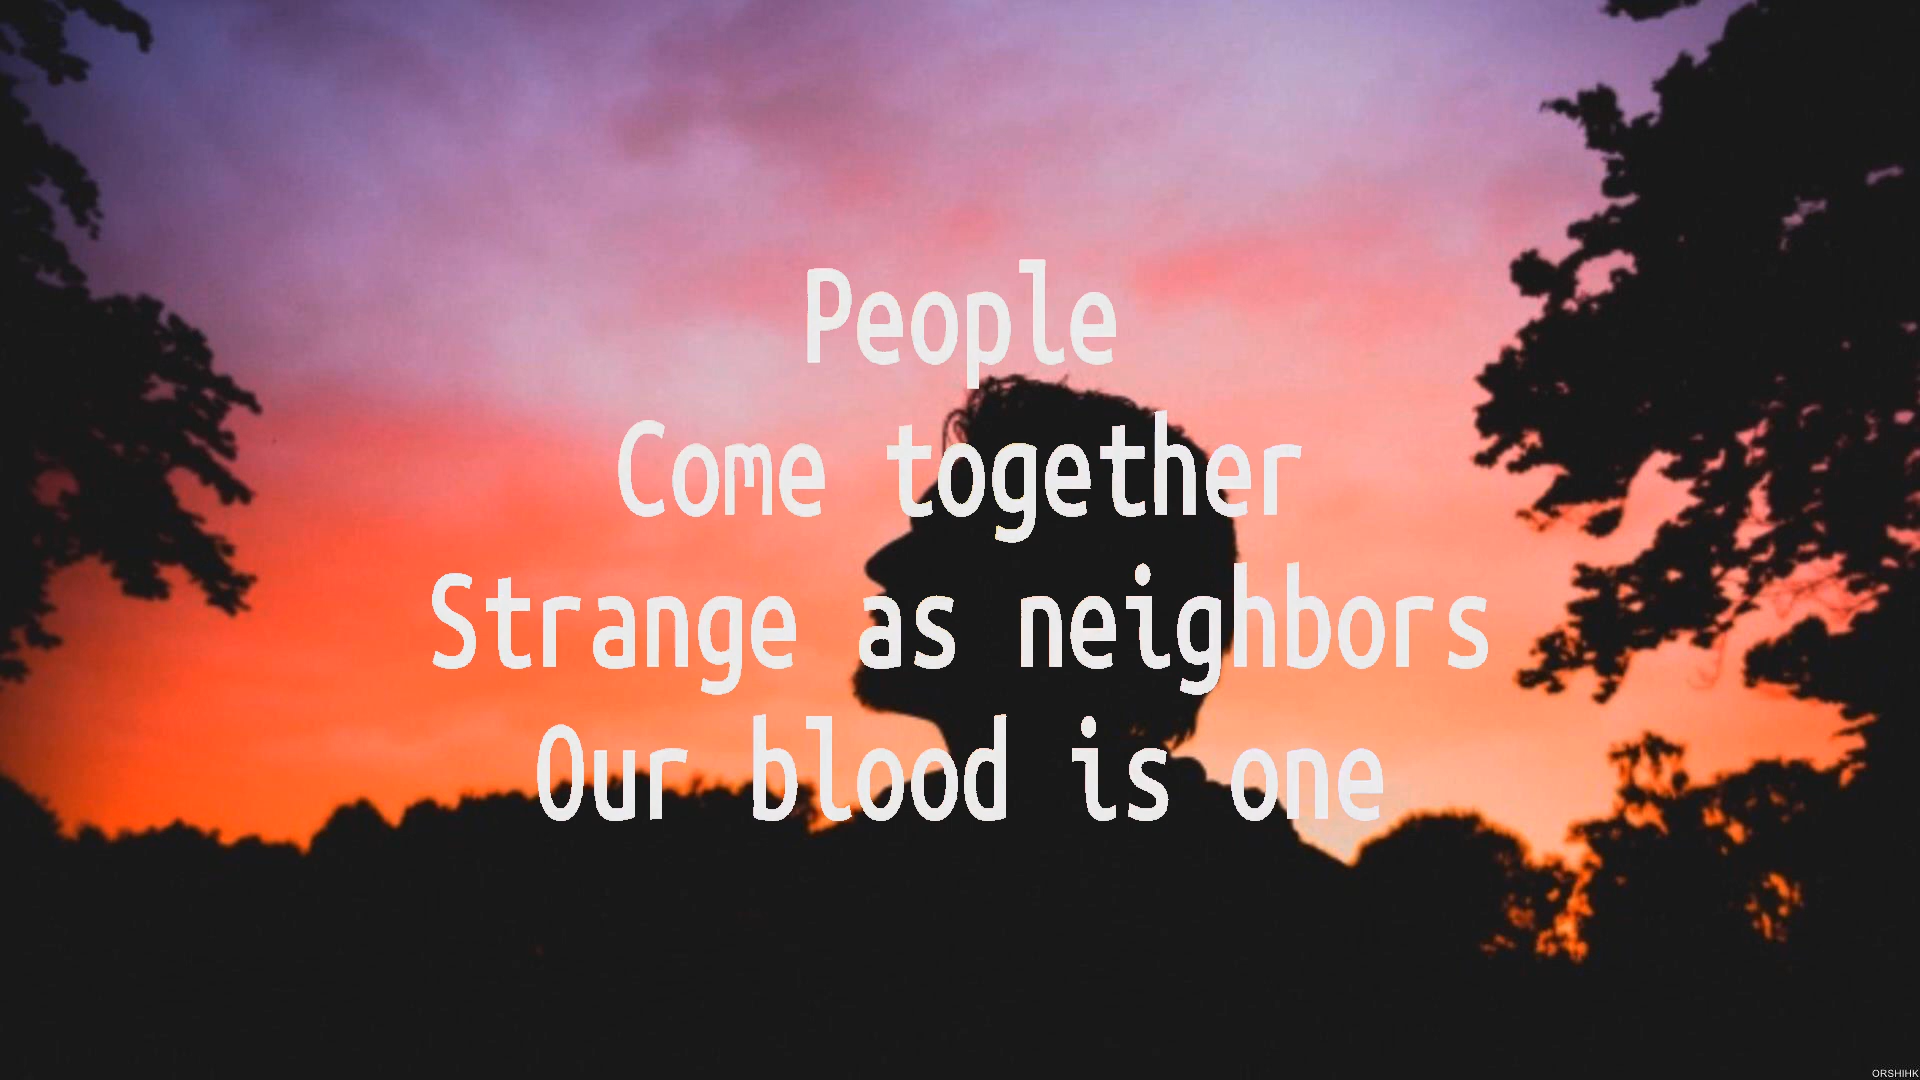 People
Come together
Strange as neighbors
Our blood is one
ORSHIHK